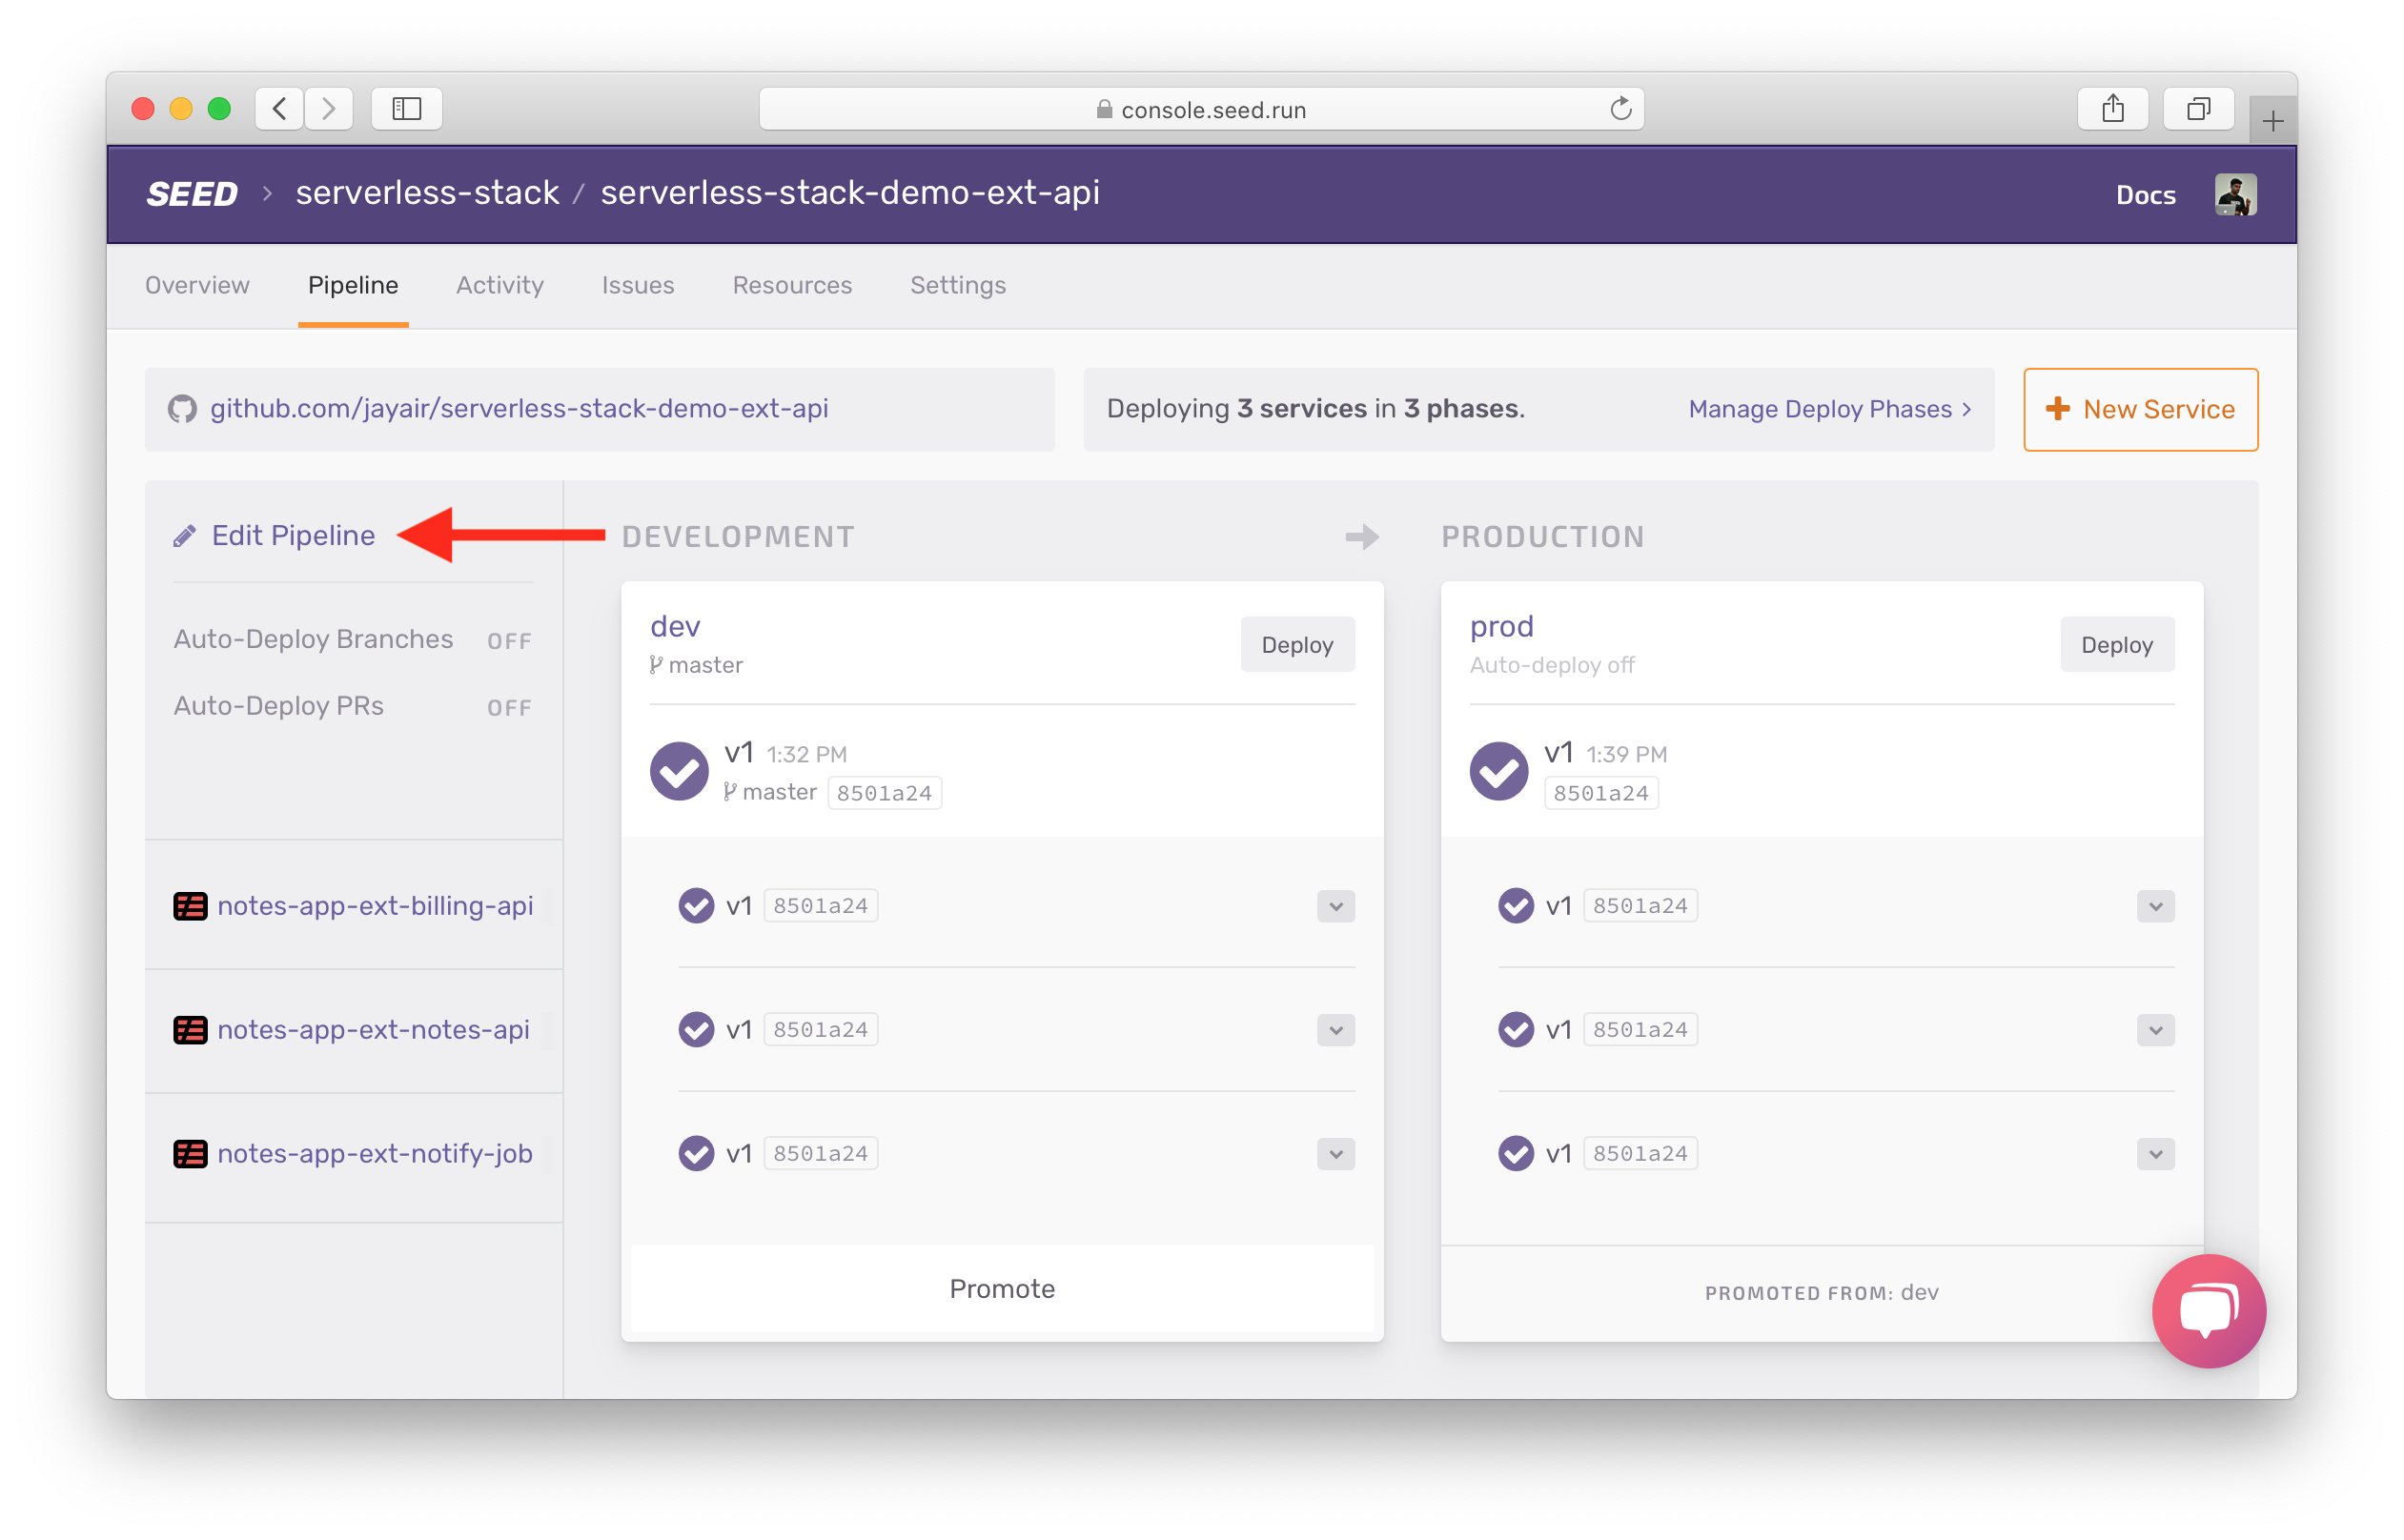 console.seed.run
SEED > serverless-stack / serverless-stack-demo-ext-api
Docs
Overview
Pipeline
Activity
Issues
Resources
Settings
github.com/jayair/serverless-stack-demo-ext-api
Deploying 3 services in 3 phases.
Manage Deploy Phases >
New Service
Edit Pipeline
Auto-Deploy Branches OFF
Auto-Deploy PRs OFF
notes-app-ext-billing-api
notes-app-ext-notes-api
notes-app-ext-notify-job
DEVELOPMENT
dev
master
Deploy
v1 1:32 PM
master 8501a24
v1 8501a24
v1 8501a24
v1 8501a24
Promote
PRODUCTION
prod
Auto-deploy off
Deploy
v1 1:39 PM
8501a24
v1 8501a24
v1 8501a24
v1 8501a24
PROMOTED FROM: dev